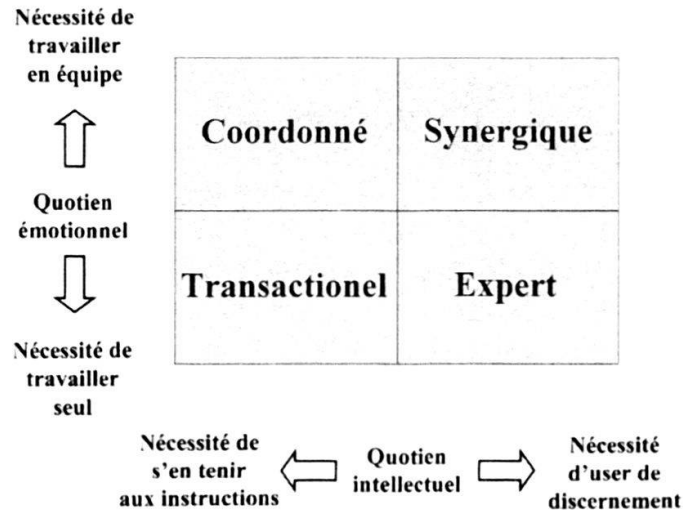 Nécessité de
travailler
en équipe
Coordonné
Synergique
Quotien
émotionnel
Transactionel
Expert
Nécessité de
travailler
seul
Nécessité de
s'en tenir
aux instructions
Quotien
intellectuel
Nécessité
d'user de
discernement